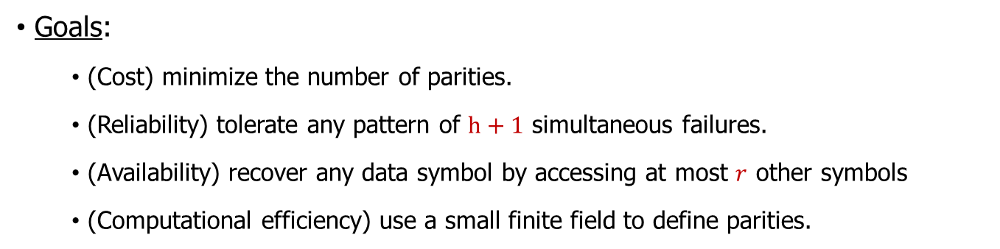 • Goals:
• (Cost) minimize the number of parities.
• (Reliability) tolerate any pattern of h + 1 simultaneous failures.
• (Availability) recover any data symbol by accessing at most r other symbols
• (Computational efficiency) use a small finite field to define parities.